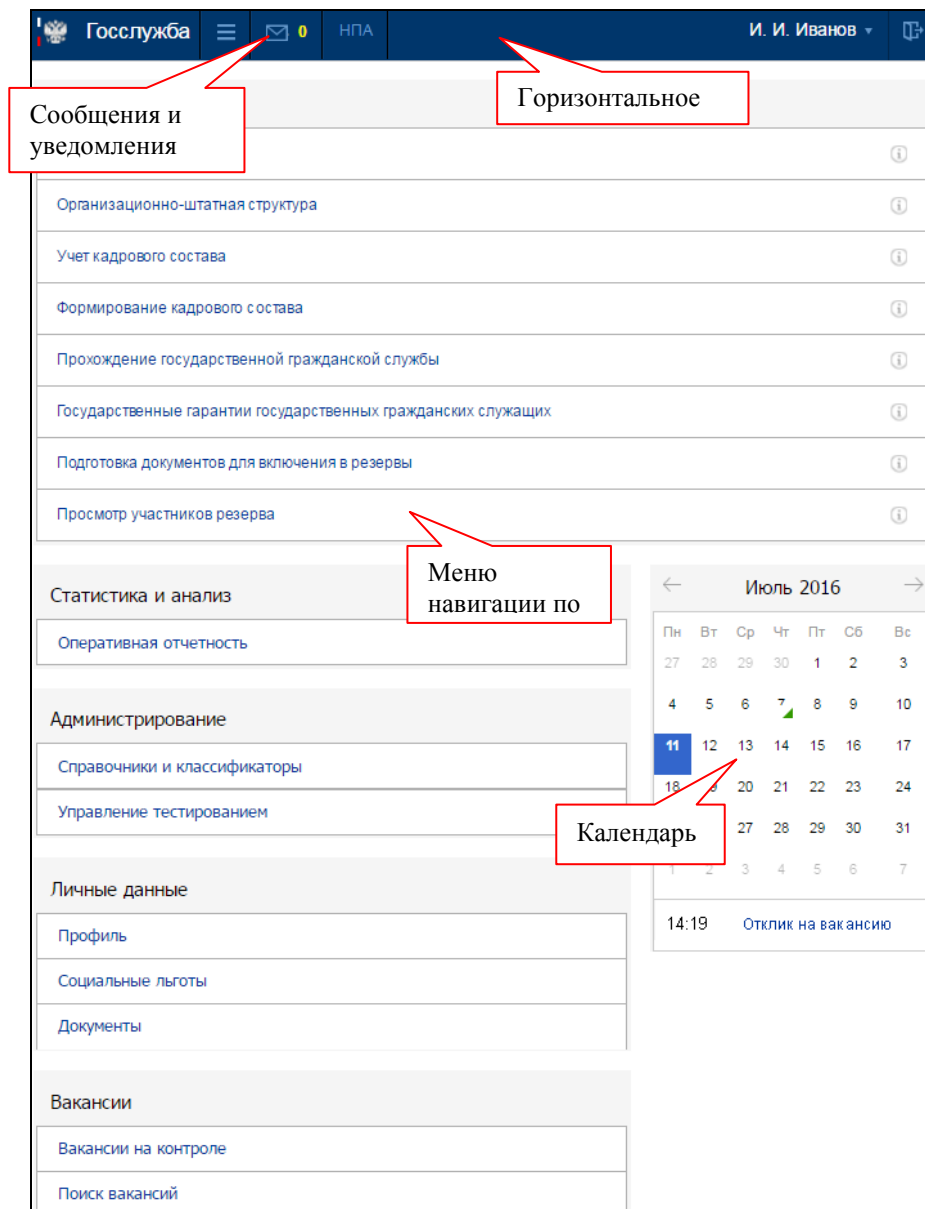 Госслужба 0 НПА И. И. Иванов
Горизонтальное
Сообщения и
уведомления
Организационно-штатная структура
Учет кадрового состава
Формирование кадрового состава
Прохождение государственной гражданской службы
Государственные гарантии государственных гражданских служащих
Подготовка документов для включения в резервы
Просмотр участников резерва
Меню
навигации по
Статистика и анализ
Оперативная отчетность
Администрирование
Справочники и классификаторы
Управление тестированием
Личные данные
Профиль
Социальные льготы
Документы
Вакансии
Вакансии на контроле
Поиск вакансий
Июль 2016
Пн Вт Ср Чт Пт Сб Вс
27 28 29 30 1 2 3
4 5 6 7 8 9 10
11 12 13 14 15 16 17
18 20 21 22 23 24
27 28 29 30 31
1 2 3 4 5 6 7
Календарь
14:19 Отклик на вакансию